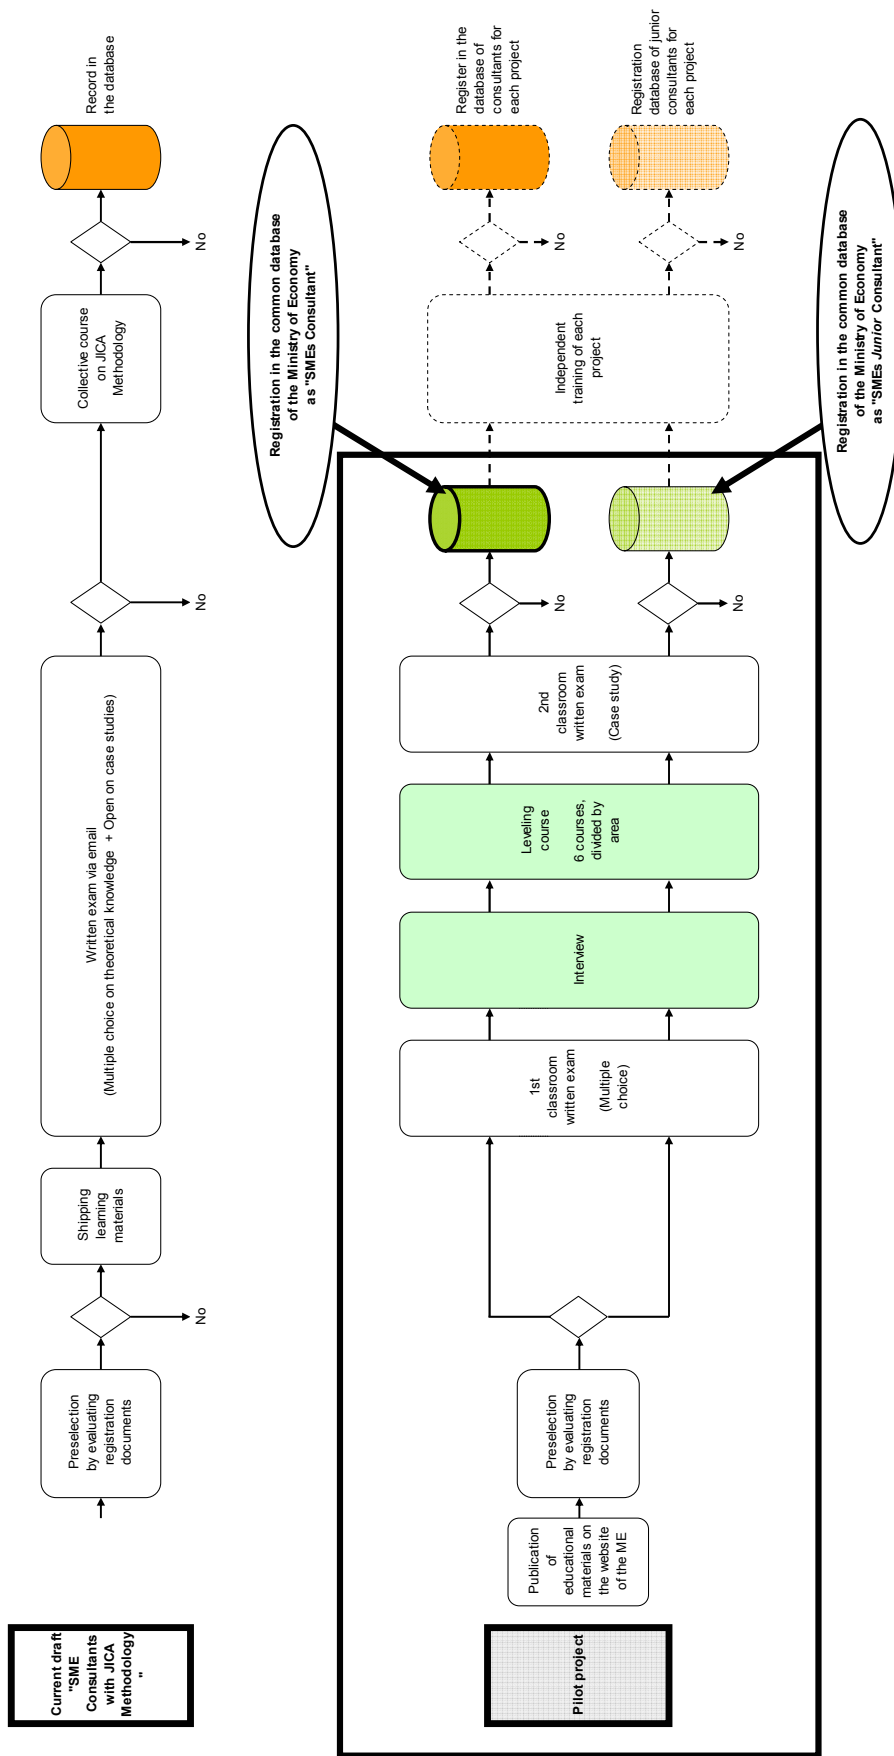 Current draft
"SME
Consultants
with JICA
Methodology
"
Preselection
by evaluating
registration
documents
No
Shipping
learning
materials
Written exam via email
(Multiple choice on theoretical knowledge + Open on case studies)
No
Collective course
on JICA
Methodology
No
Record in
the database
Registration in the common database
of the Ministry of Economy
as "SMEs Consultant"
Pilot project
Publication
of
educational
materials on
the website
of the ME
Preselection
by evaluating
registration
documents
1st
classroom
written exam
(Multiple
choice)
Interview
Leveling
course
6 courses,
divided by
area
2nd
classroom
written exam
(Case study)
No
No
Independent
training of each
project
No
No
Register in the
database of
consultants for
each project
Registration
database of junior
consultants for
each project
Registration in the common database
of the Ministry of Economy
as "SMEs Junior Consultant"